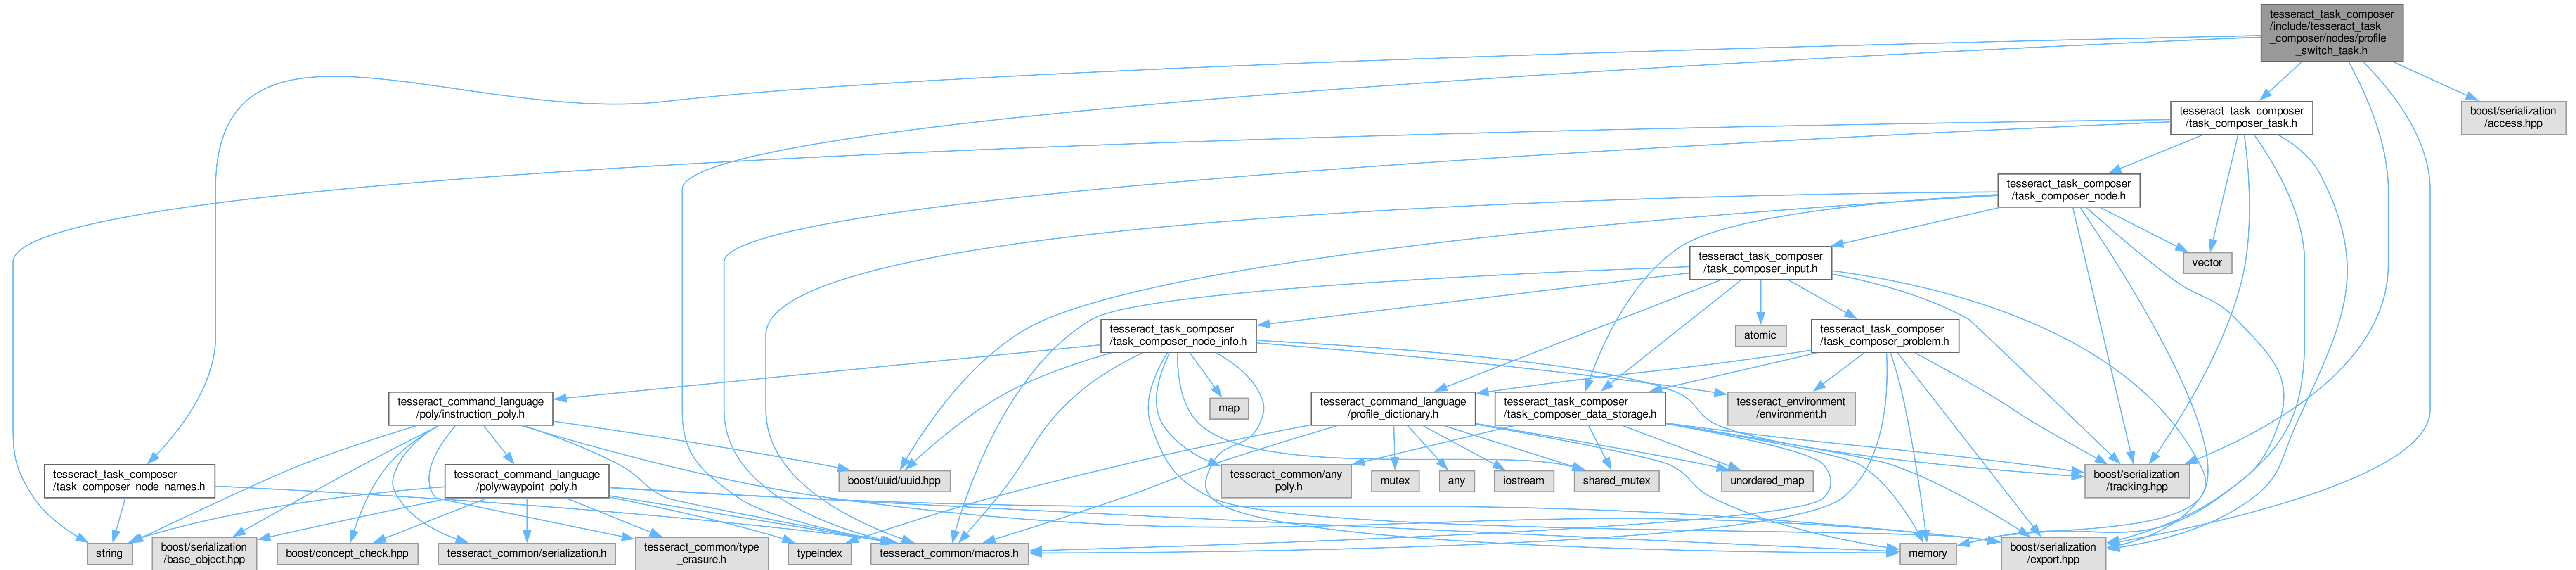 tesseract_task_composer
/include/tesseract_task
_composer/nodes/profile
_switch_task.h
tesseract_task_composer
/task_composer_task.h
boost/serialization
/access.hpp
tesseract_task_composer
/task_composer_node.h
tesseract_task_composer
/task_composer_input.h
vector
tesseract_task_composer
/task_composer_node_info.h
atomic
tesseract_task_composer
/task_composer_problem.h
tesseract_command_language
/poly/instruction_poly.h
map
tesseract_command_language
/profile_dictionary.h
tesseract_task_composer
/task_composer_data_storage.h
tesseract_environment
/environment.h
tesseract_task_composer
/task_composer_node_names.h
tesseract_command_language
/poly/waypoint_poly.h
boost/uuid/uuid.hpp
tesseract_common/any
_poly.h
mutex
any
iostream
shared_mutex
unordered_map
boost/serialization
/tracking.hpp
string
boost/serialization
/base_object.hpp
boost/concept_check.hpp
tesseract_common/serialization.h
tesseract_common/type
_erasure.h
typeindex
tesseract_common/macros.h
memory
boost/serialization
/export.hpp